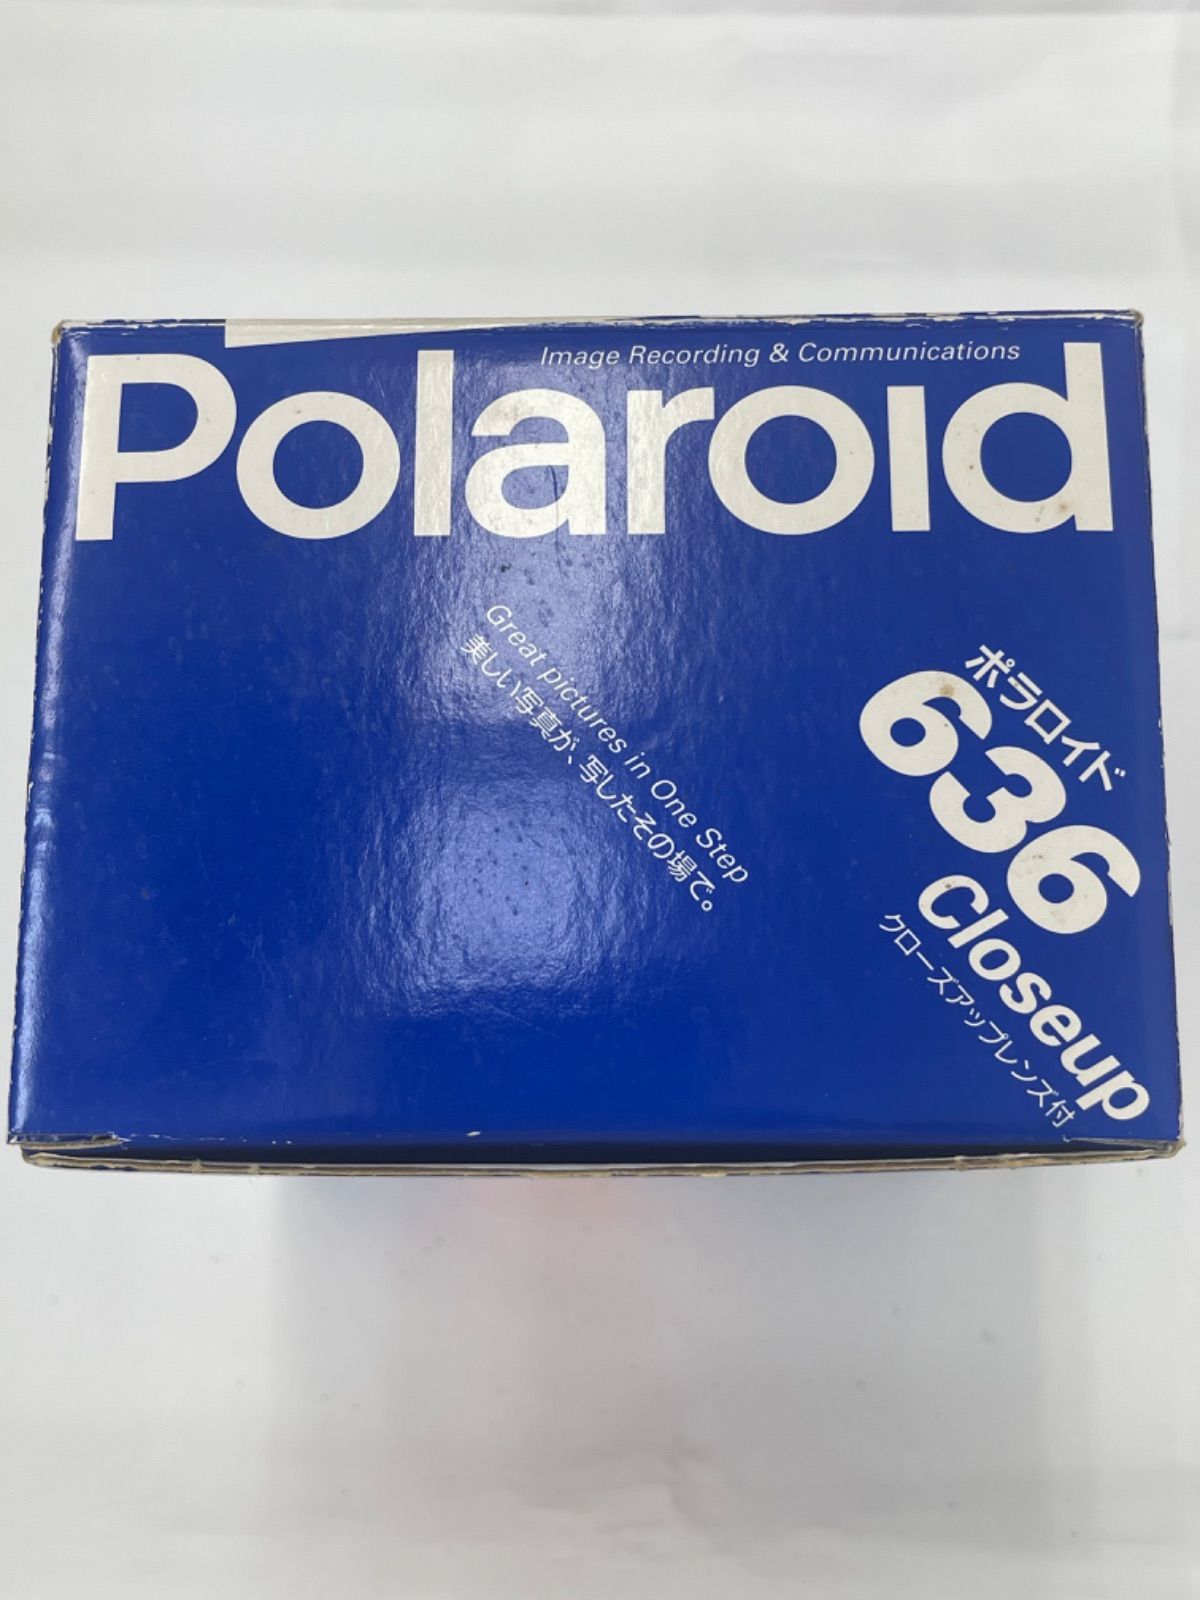 Image Recording & Communications
Polaroid
Great pictures in One Step
美しい写真が、写したその場で。
ポラロイド
636
Closeup
クローズアップレンズ付